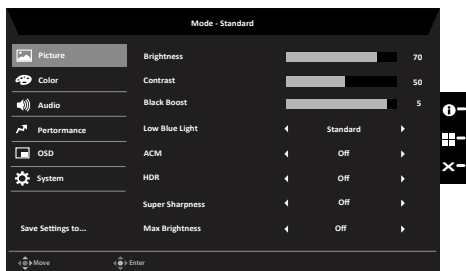 Mode - Standard
Picture
Brightness 70
Color
Contrast 50
Audio
Black Boost 5
Pertormance
Low Blue Light Standard
OSD
ACM Off
System
HDR Off
Super Sharpness Off
Save Settings to...
Max Brightness Off
Move
Enter